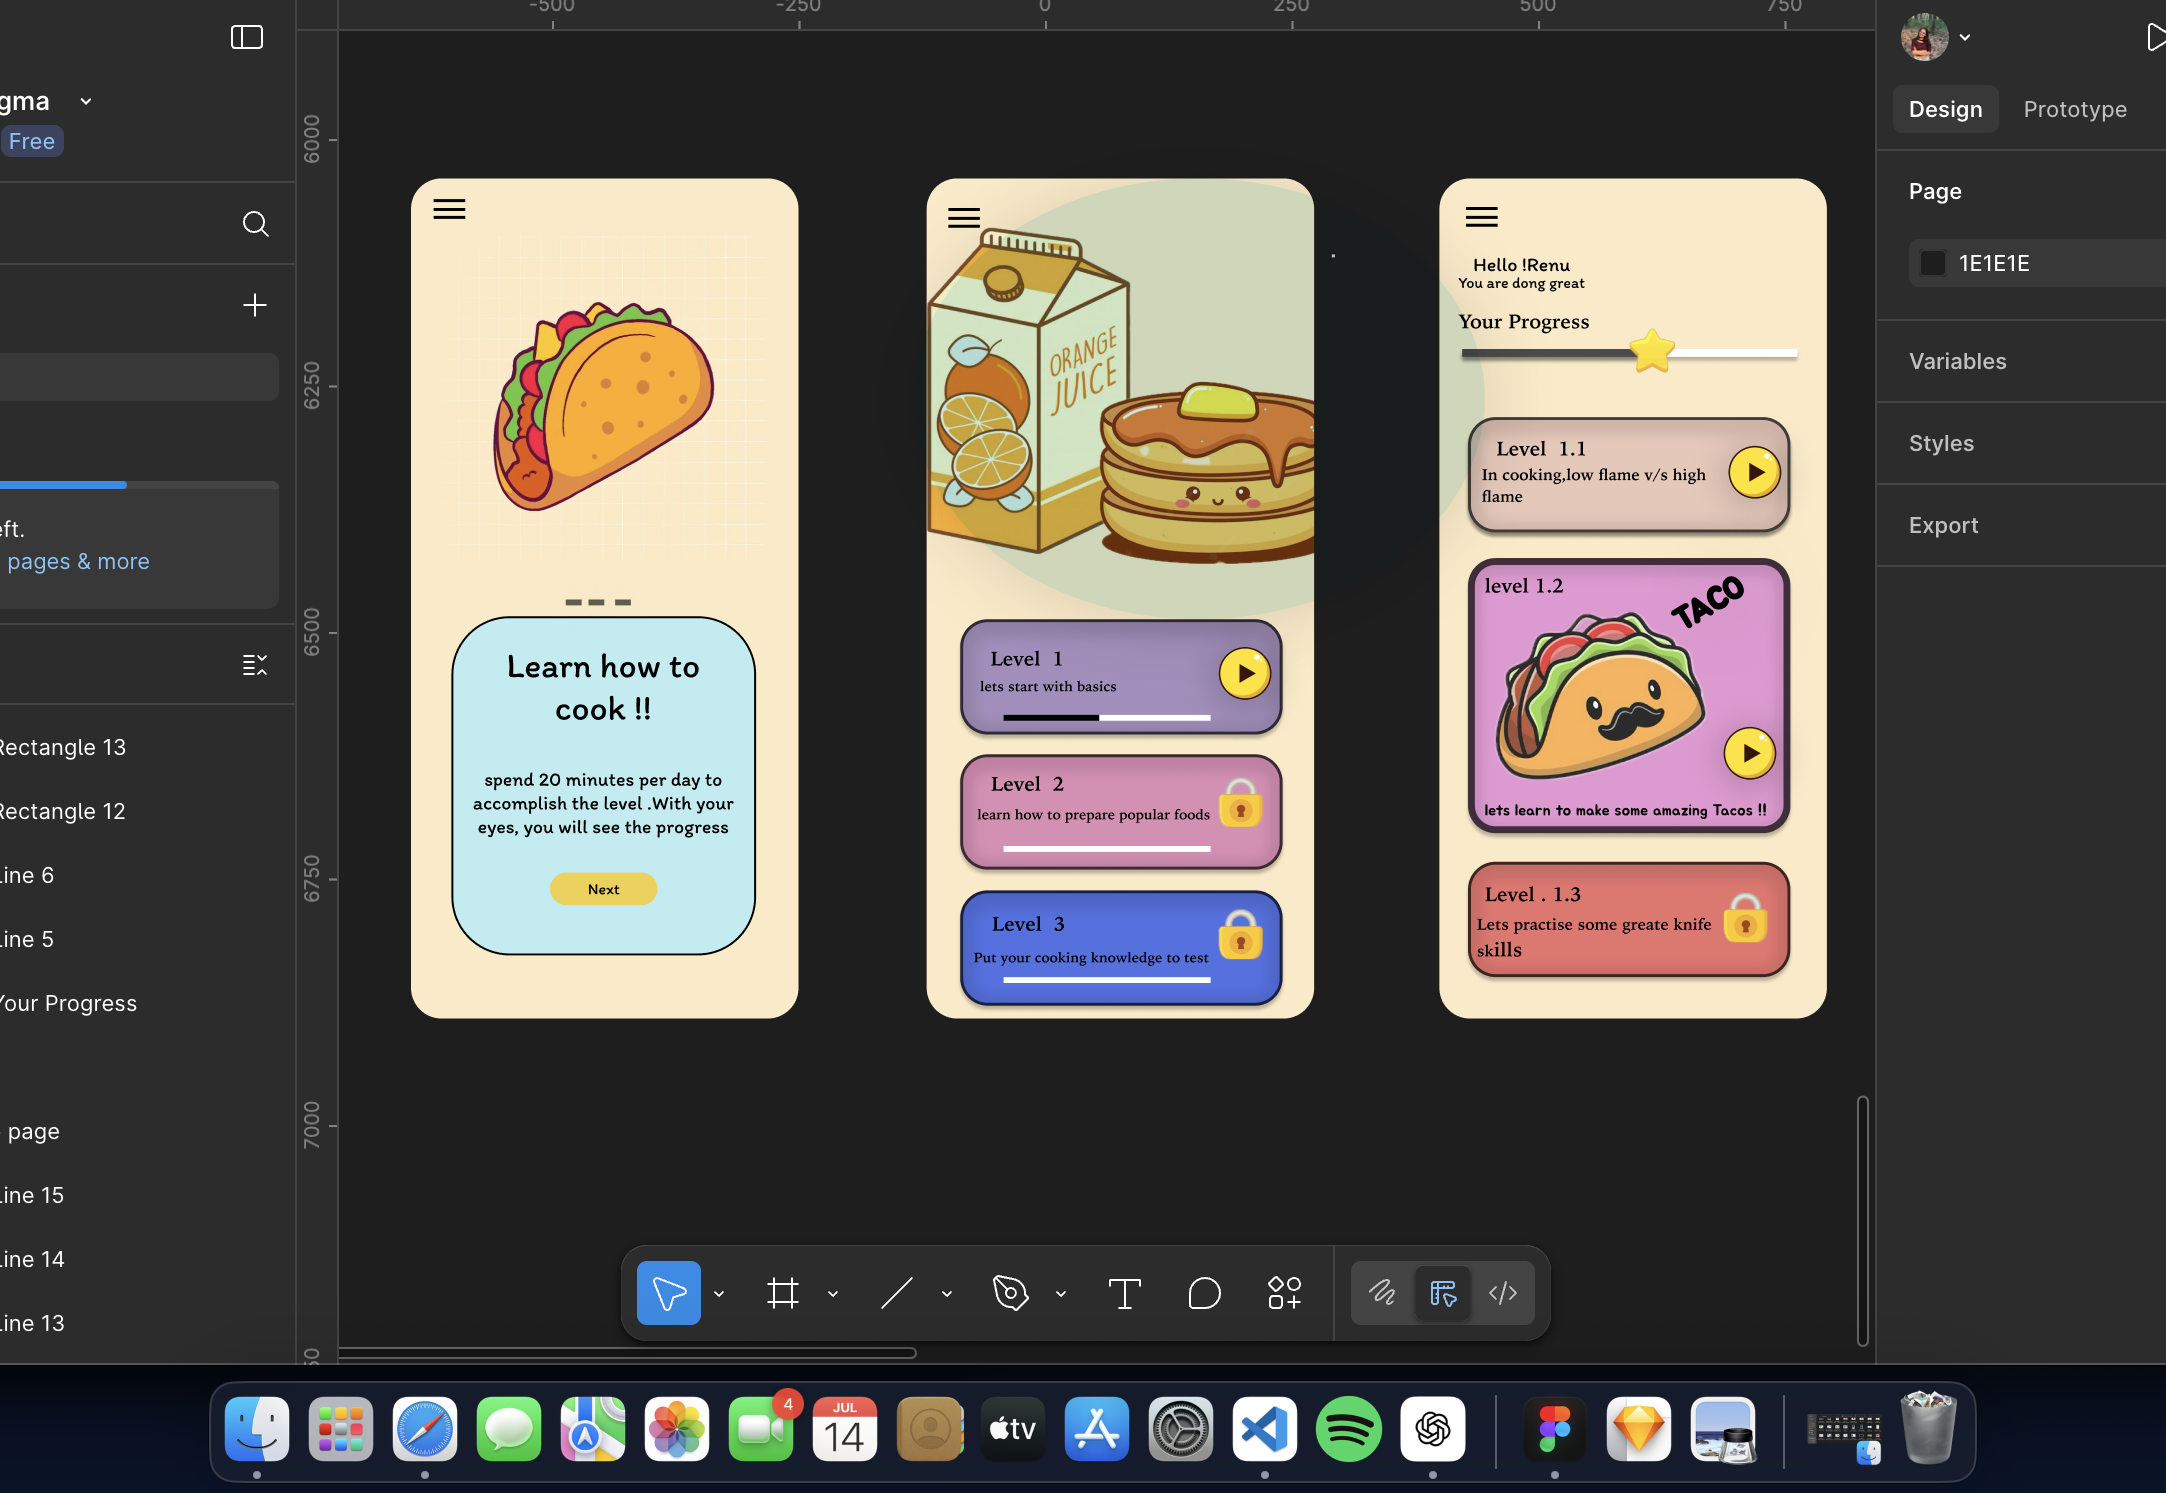 -500
-250
0
250
500
750
gma
Free
eft.
pages & more
Rectangle 13
Rectangle 12
Line 6
Line 5
Your Progress
page
Line 15
Line 14
Line 13
6000
6250
6500
6750
7000
50
Learn how to
cook !!
spend 20 minutes per day to
accomplish the level .With your
eyes, you will see the progress
Next
ORANGE
JUICE
Level 1
lets start with basics
Level 2
learn how to prepare popular foods
Level 3
Put your cooking knowledge to test
Hello !Renu
You are dong great
Your Progress
Level 1.1
In cooking,low flame v/s high
flame
level 1.2
TACO
lets learn to make some amazing Tacos !!
Level . 1.3
Lets practise some greate knife
skills
Design
Prototype
Page
1E1E1E
Variables
Styles
Export
4
JUL
14
tv